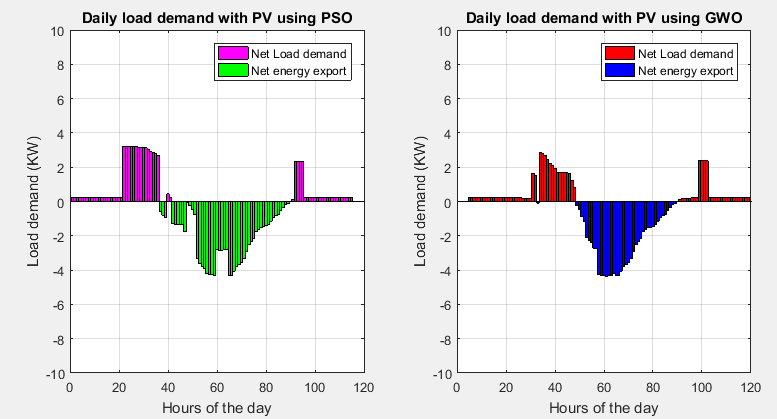 Daily load demand with PV using PSO
10
8
6
4
2
0
-2
-4
-6
-8
-10
Load demand (KW)
Net Load demand
Net energy export
0 20 40 60 80 100 120
Hours of the day
Daily load demand with PV using GWO
10
8
6
4
2
0
-2
-4
-6
-8
-10
Load demand (KW)
Net Load demand
Net energy export
0 20 40 60 80 100 120
Hours of the day